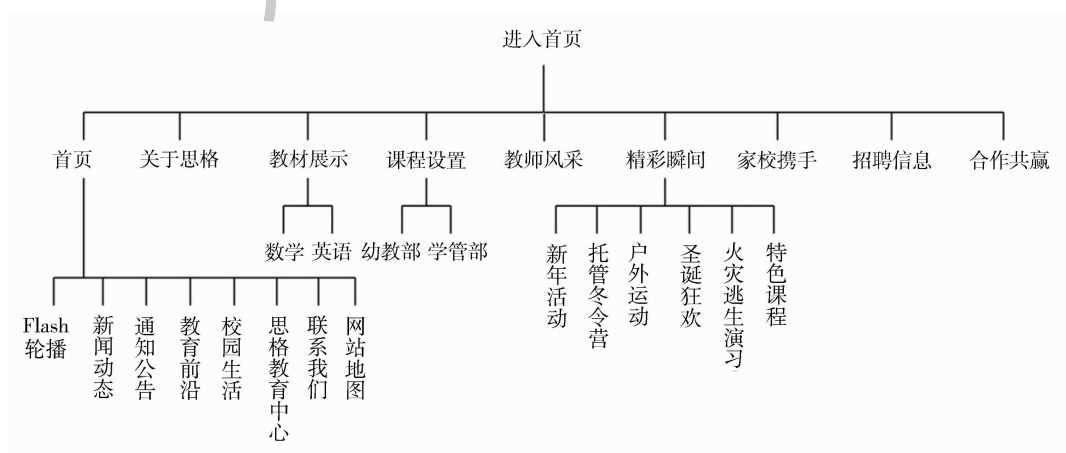 进入首页
首页
关于思格
教材展示
课程设置
教师风采
精彩瞬间
家校携手
招聘信息
合作共赢
数学
英语
幼教部
学管部
新年活动
托管冬令营
户外运动
圣诞狂欢
火灾逃生演习
特色课程
Flash
轮播
新闻动态
通知公告
教育前沿
校园生活
思格教育中心
联系我们
网站地图